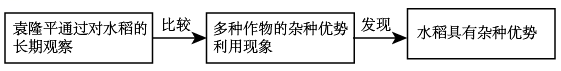 袁隆平通过对水稻的
长期观察
比较
多种作物的杂种优势
利用现象
发现
水稻具有杂种优势